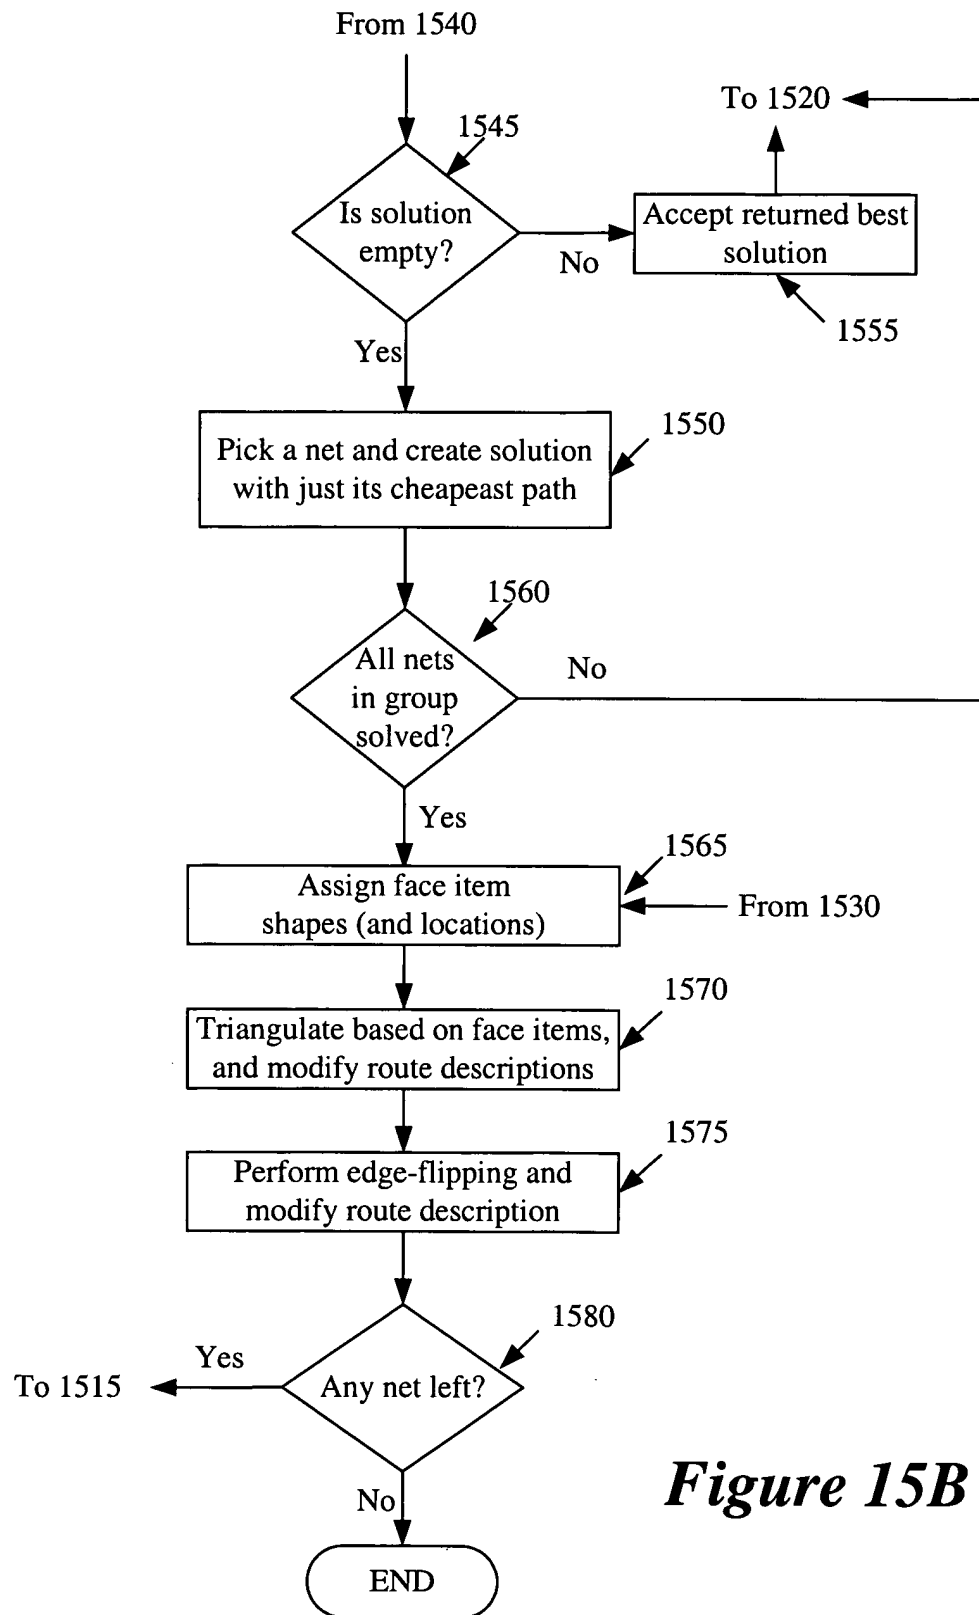 From 1540
To 1520
1545
Is solution
empty?
No
Accept returned best
solution
1555
Yes
1550
Pick a net and create solution
with just its cheapeast path
1560
All nets
in group
solved?
No
Yes
1565
Assign face item
shapes (and locations)
From 1530
1570
Triangulate based on face items,
and modify route descriptions
1575
Perform edge-flipping and
modify route description
1580
Yes
To 1515
Any net left?
No
Figure 15B
END